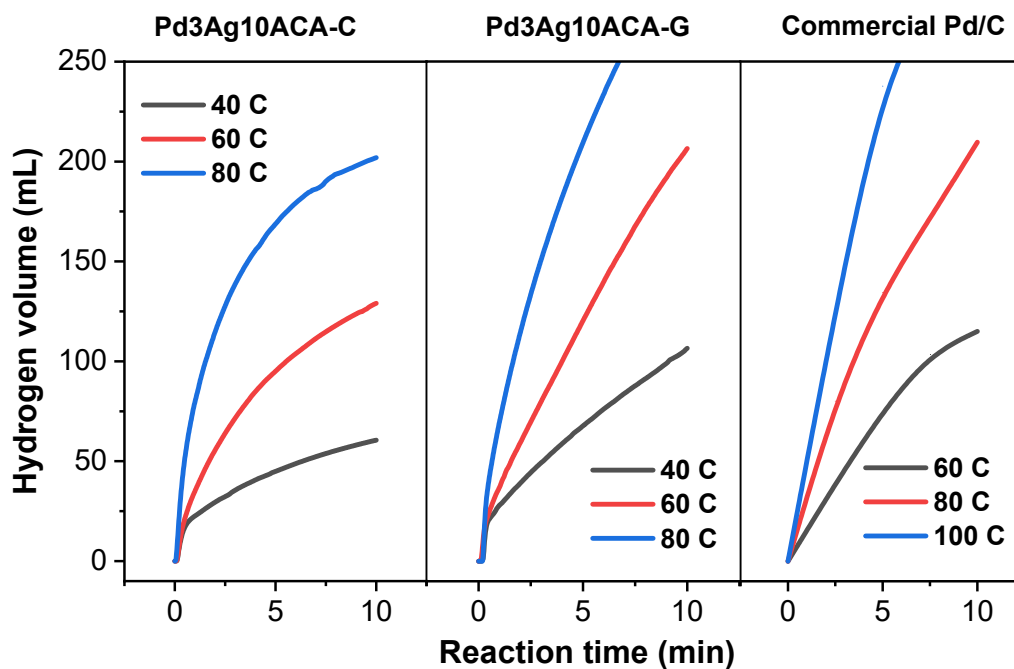 Pd3Ag10ACA-C
Pd3Ag10ACA-G
Commercial Pd/C
250
200
150
100
50
0
Hydrogen volume (mL)
40 C
60 C
80 C
40 C
60 C
80 C
60 C
80 C
100 C
0 5 10
0 5 10
0 5 10
Reaction time (min)